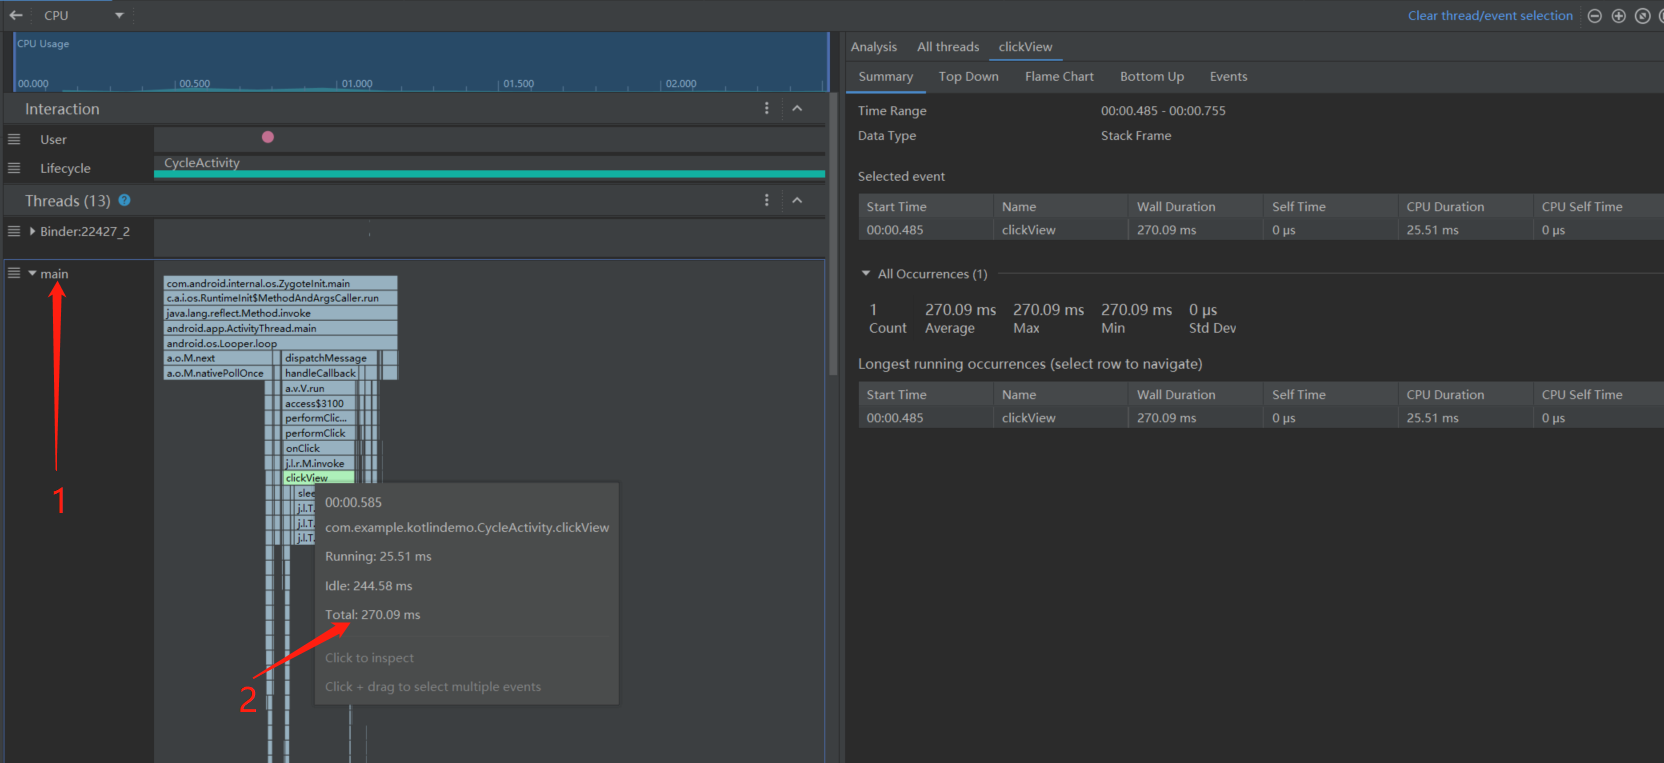 CPU
Clear thread/event selection
CPU Usage
00.000 00.500 01.000 01.500 02.000
Interaction
User
Lifecycle
CycleActivity
Threads (13) ?
Binder:22427_2
main
com.android.internal.os.ZygoteInit.main
c.a.i.os.RuntimeInit$MethodAndArgsCaller.run
java.lang.reflect.Method.invoke
android.app.ActivityThread.main
android.os.Looper.loop
a.o.M.next dispatchMessage
a.o.M.nativePollOnce handleCallback
a.v.V.run
access$3100
performClic...
performClick
onClick
j.l.r.M.invoke
clickView
slee
j.l.T.
j.l.T.
j.l.T.
00:00.585
com.example.kotlindemo.CycleActivity.clickView
Running: 25.51 ms
Idle: 244.58 ms
Total: 270.09 ms
Click to inspect
Click + drag to select multiple events
1
2
Analysis All threads clickView
Summary Top Down Flame Chart Bottom Up Events
Time Range 00:00.485 - 00:00.755
Data Type Stack Frame
Selected event
Start Time Name Wall Duration Self Time CPU Duration CPU Self Time
00:00.485 clickView 270.09 ms 0 μs 25.51 ms 0 μs
All Occurrences (1)
1 270.09 ms 270.09 ms 270.09 ms 0 μs
Count Average Max Min Std Dev
Longest running occurrences (select row to navigate)
Start Time Name Wall Duration Self Time CPU Duration CPU Self Time
00:00.485 clickView 270.09 ms 0 μs 25.51 ms 0 μs